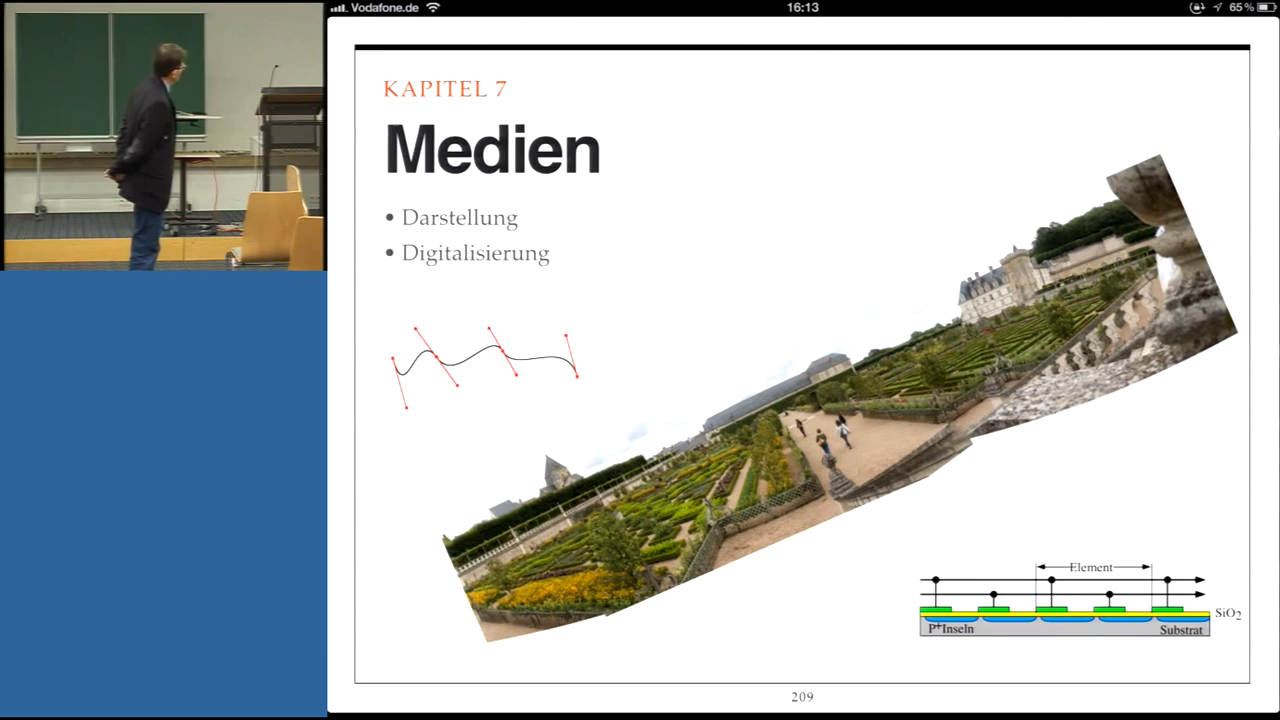 Vodafone.de
16:13
65%
KAPITEL 7
Medien
• Darstellung
• Digitalisierung
Element
SiO2
P+Inseln
Substrat
209